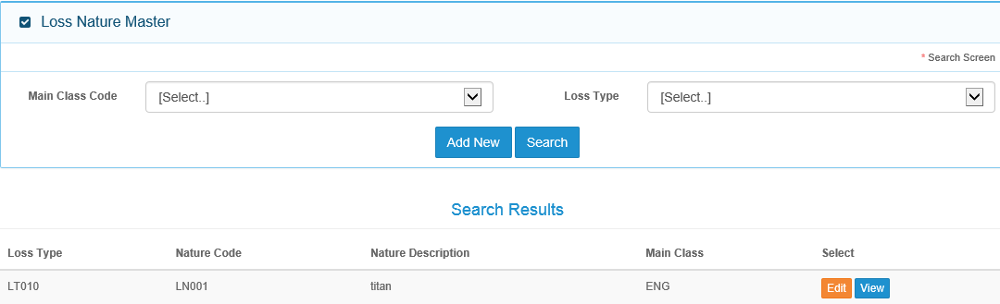 Loss Nature Master
* Search Screen
Main Class Code [Select..] Loss Type [Select..]
Add New Search
Search Results
Loss Type Nature Code Nature Description Main Class Select
LT010 LN001 titan ENG Edit View